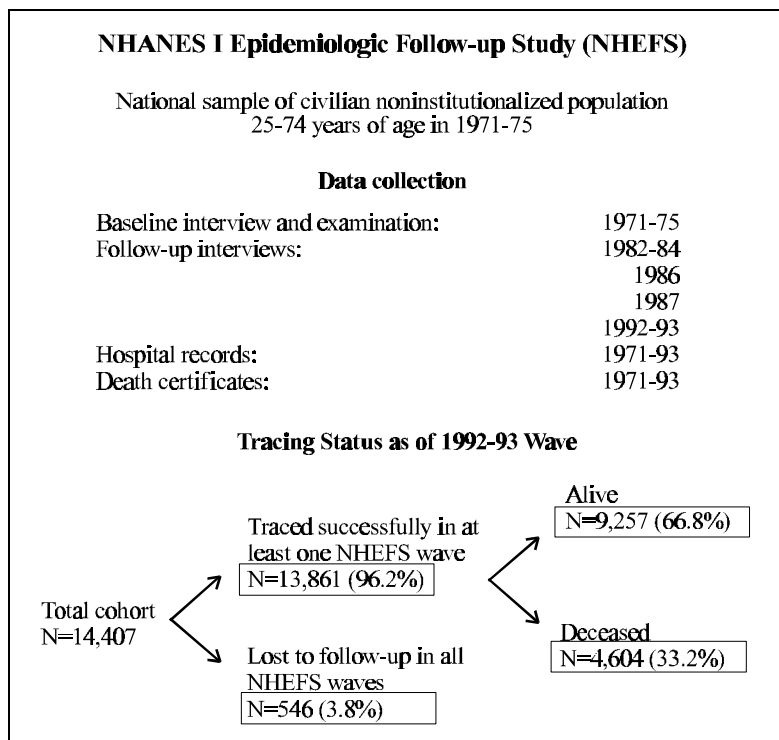 NHANES I Epidemiologic Follow-up Study (NHEFS)
National sample of civilian noninstitutionalized population
25-74 years of age in 1971-75
Data collection
Baseline interview and examination: 1971-75
Follow-up interviews: 1982-84
1986
1987
1992-93
Hospital records: 1971-93
Death certificates: 1971-93
Tracing Status as of 1992-93 Wave
Total cohort
N=14,407
Traced successfully in at
least one NHEFS wave
N=13,861 (96.2%)
Lost to follow-up in all
NHEFS waves
N=546 (3.8%)
Alive
N=9,257 (66.8%)
Deceased
N=4,604 (33.2%)